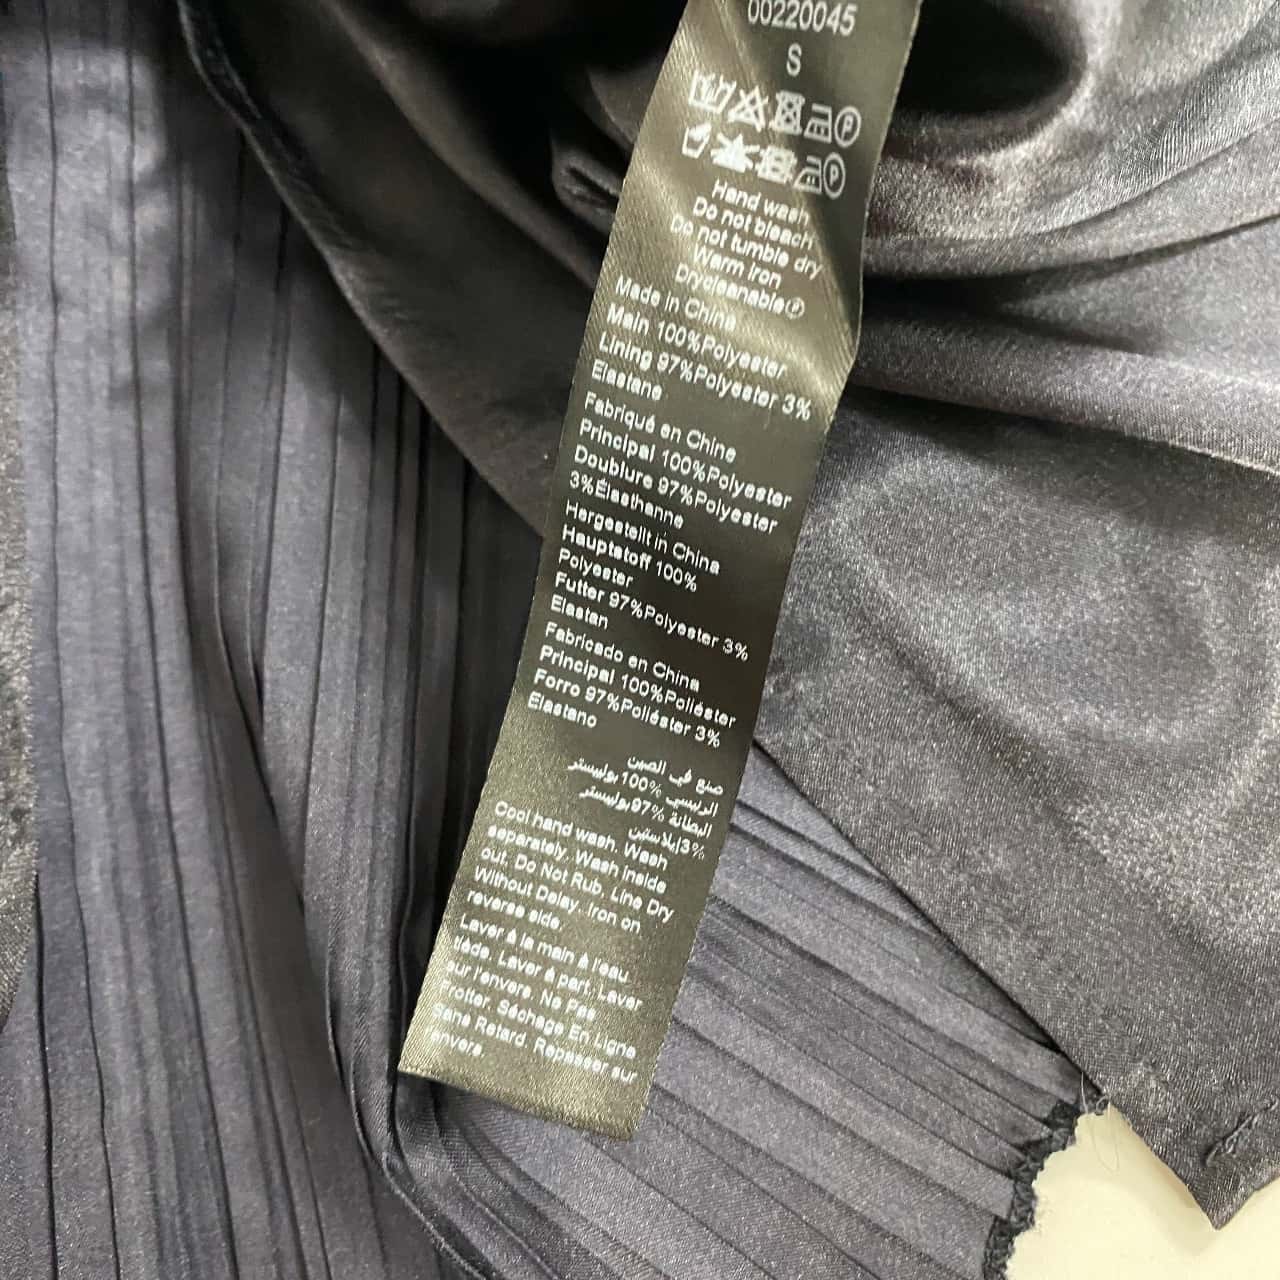 00220045
S
Hand wash
Do not bleach
Do not tumble dry
Warm iron
Drycleanable Ⓟ
Made in China
Main 100%Polyester
Lining 97%Polyester 3%
Elastane
Fabriqué en Chine
Principal 100%Polyester
Doublure 97%Polyester
3%Élasthanne
Hergestellt in China
Hauptstoff 100%
Polyester
Futter 97%Polyester 3%
Elastan
Fabricado en China
Principal 100%Poliéster
Forro 97%Poliéster 3%
Elastano
صنع في الصين
الرئيسي %100 بوليستر
البطانة %97 بوليستر
%3إيلاستين
Cool hand wash. Wash
separately. Wash Inside
out. Do Not Rub. Line Dry
Without Delay. Iron on
reverse side.
Laver à la main à l'eau
tiède. Laver à part. Laver
sur l'envers. Ne Pas
Frotter. Séchage En Ligne
Sans Retard. Repasser sur
envers.